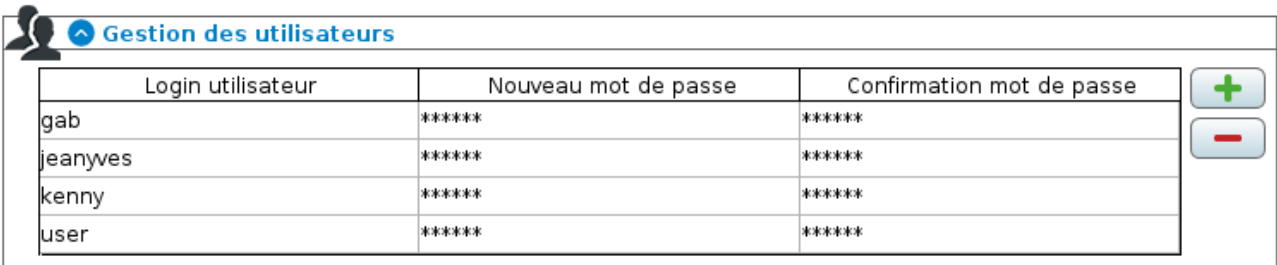 Gestion des utilisateurs
Login utilisateur Nouveau mot de passe Confirmation mot de passe
gab ****** ******
jeanyves ****** ******
kenny ****** ******
user ****** ******